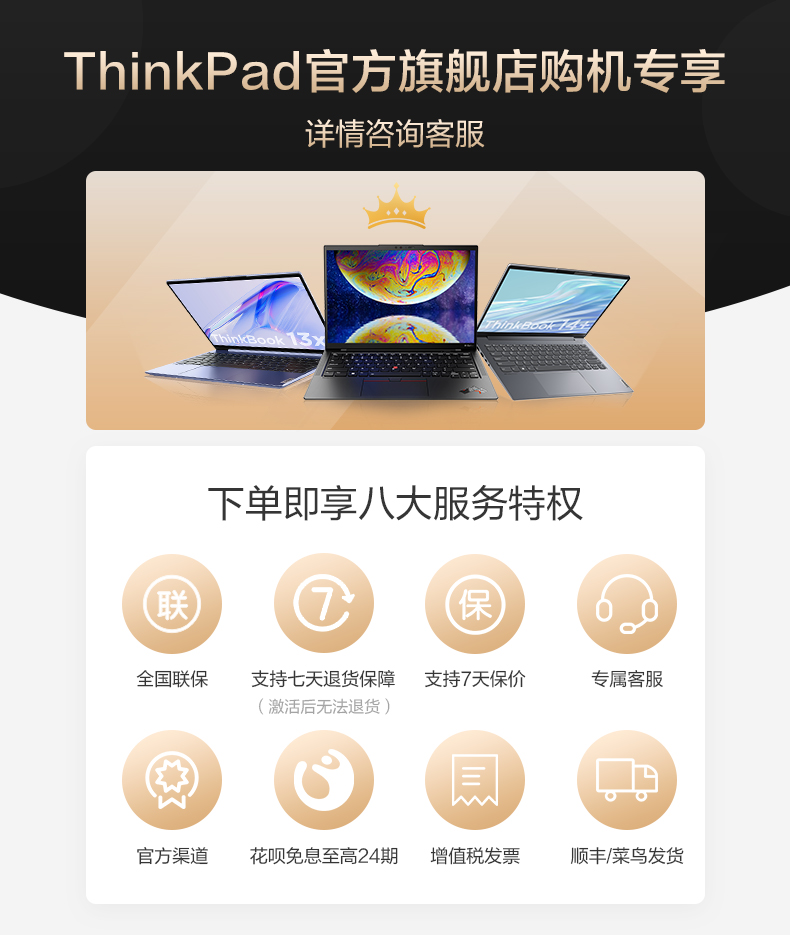 ThinkPad官方旗舰店购机专享
详情咨询客服
ThinkBook 13x
ThinkBook 14+
下单即享八大服务特权
联
7
保
全国联保
支持七天退货保障
支持7天保价
专属客服
（激活后无法退货）
官方渠道
花呗免息至高24期
增值税发票
顺丰/菜鸟发货